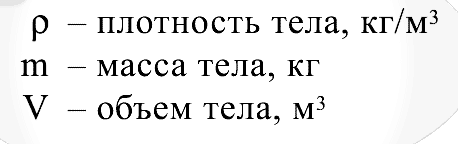 ρ – плотность тела, кг/м³
m – масса тела, кг
V – объем тела, м³